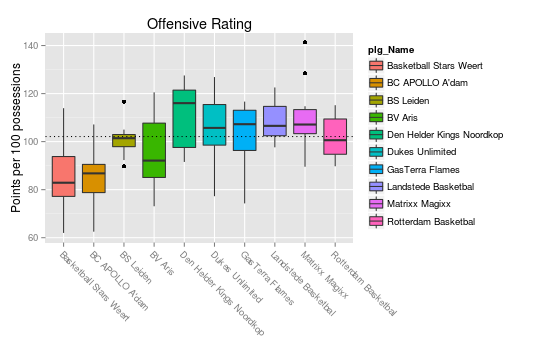 Offensive Rating
Points per 100 possessions
140
120
100
80
60
Basketball Stars Weert
BC APOLLO A'dam
BS Leiden
BV Aris
Den Helder Kings Noordkop
Dukes Unlimited
GasTerra Flames
Landstede Basketbal
Matrixx Magixx
Rotterdam Basketbal
plg_Name
Basketball Stars Weert
BC APOLLO A'dam
BS Leiden
BV Aris
Den Helder Kings Noordkop
Dukes Unlimited
GasTerra Flames
Landstede Basketbal
Matrixx Magixx
Rotterdam Basketbal